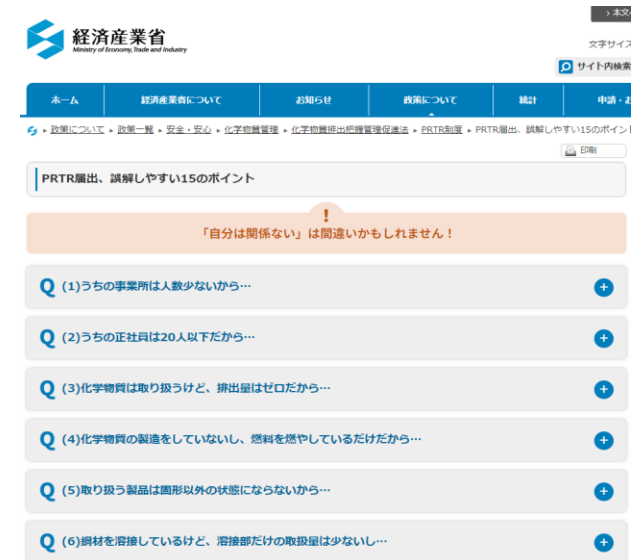 › 本文へ
経済産業省
Ministry of Economy, Trade and Industry
文字サイズ
サイト内検索
ホーム 経済産業省について お知らせ 政策について 統計 申請・お
政策について ▸ 政策一覧 ▸ 安全・安心 ▸ 化学物質管理 ▸ 化学物質排出把握管理促進法 ▸ PRTR制度 ▸ PRTR届出、誤解しやすい15のポイント
印刷
PRTR届出、誤解しやすい15のポイント
!
「自分は関係ない」は間違いかもしれません！
Q (1)うちの事業所は人数少ないから…
Q (2)うちの正社員は20人以下だから…
Q (3)化学物質は取り扱うけど、排出量はゼロだから…
Q (4)化学物質の製造をしていないし、燃料を燃やしているだけだから…
Q (5)取り扱う製品は固形以外の状態にならないから…
Q (6)鋼材を溶接しているけど、溶接部だけの取扱量は少ないし…